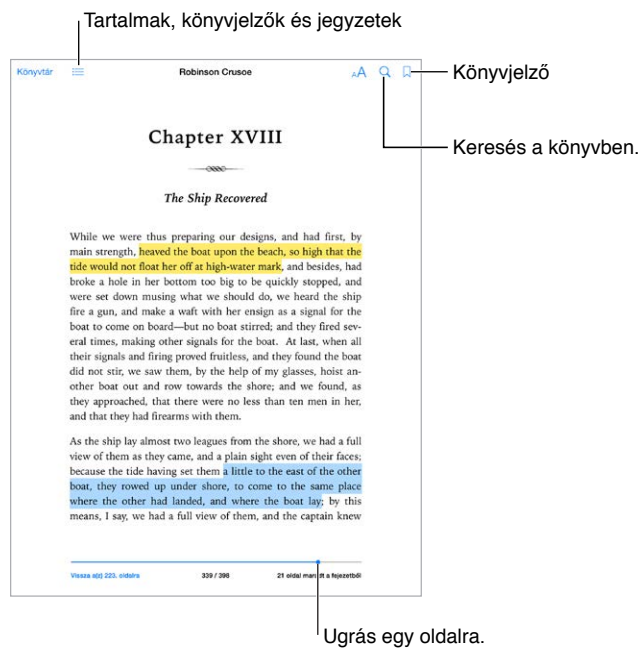 Tartalmak, könyvjelzők és jegyzetek
Könyvtár
Robinson Crusoe
AA
Könyvjelző
Keresés a könyvben.
Chapter XVIII
The Ship Recovered
While we were thus preparing our designs, and had first, by
main strength, heaved the boat upon the beach, so high that the
tide would not float her off at high-water mark, and besides, had
broke a hole in her bottom too big to be quickly stopped, and
were set down musing what we should do, we heard the ship
fire a gun, and make a waft with her ensign as a signal for the
boat to come on board—but no boat stirred; and they fired sev-
eral times, making other signals for the boat. At last, when all
their signals and firing proved fruitless, and they found the boat
did not stir, we saw them, by the help of my glasses, hoist an-
other boat out and row towards the shore; and we found, as
they approached, that there were no less than ten men in her,
and that they had firearms with them.
As the ship lay almost two leagues from the shore, we had a full
view of them as they came, and a plain sight even of their faces;
because the tide having set them a little to the east of the other
boat, they rowed up under shore, to come to the same place
where the other had landed, and where the boat lay; by this
means, I say, we had a full view of them, and the captain knew
Vissza a(z) 223. oldalra
339 / 398
21 oldal maradt a fejezetből
Ugrás egy oldalra.